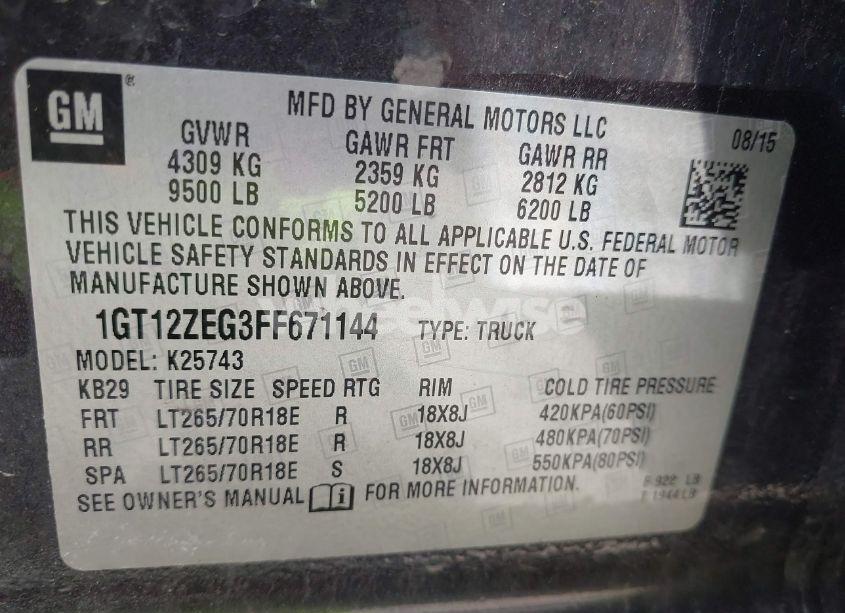 GM
MFD BY GENERAL MOTORS LLC
08/15
GVWR GAWR FRT GAWR RR
4309 KG 2359 KG 2812 KG
9500 LB 5200 LB 6200 LB
THIS VEHICLE CONFORMS TO ALL APPLICABLE U.S. FEDERAL MOTOR
VEHICLE SAFETY STANDARDS IN EFFECT ON THE DATE OF
MANUFACTURE SHOWN ABOVE.
1GT12ZEG3FF671144 TYPE: TRUCK
MODEL: K25743
KB29 TIRE SIZE SPEED RTG RIM COLD TIRE PRESSURE
FRT LT265/70R18E R 18X8J 420KPA(60PSI)
RR LT265/70R18E R 18X8J 480KPA(70PSI)
SPA LT265/70R18E S 18X8J 550KPA(80PSI)
SEE OWNER'S MANUAL FOR MORE INFORMATION.
922 LB
1944LB